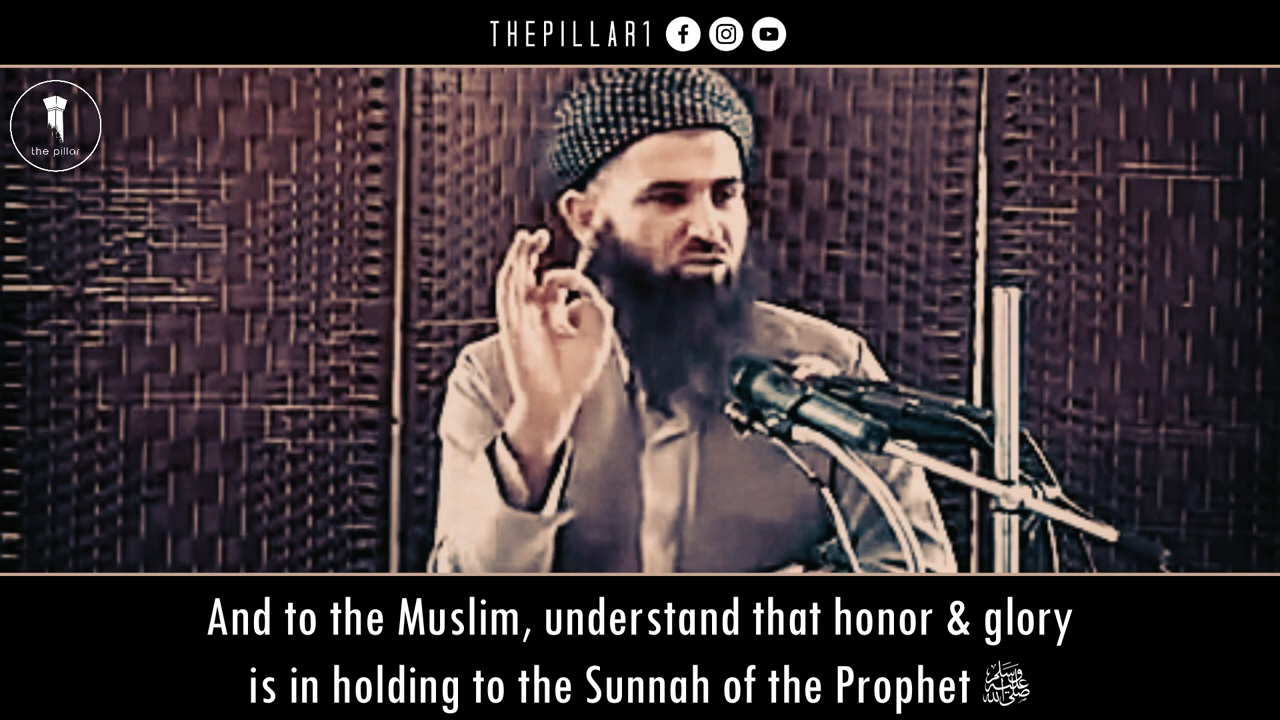 THEPILLAR1
the pillar
And to the Muslim, understand that honor & glory
is in holding to the Sunnah of the Prophet ﷺ